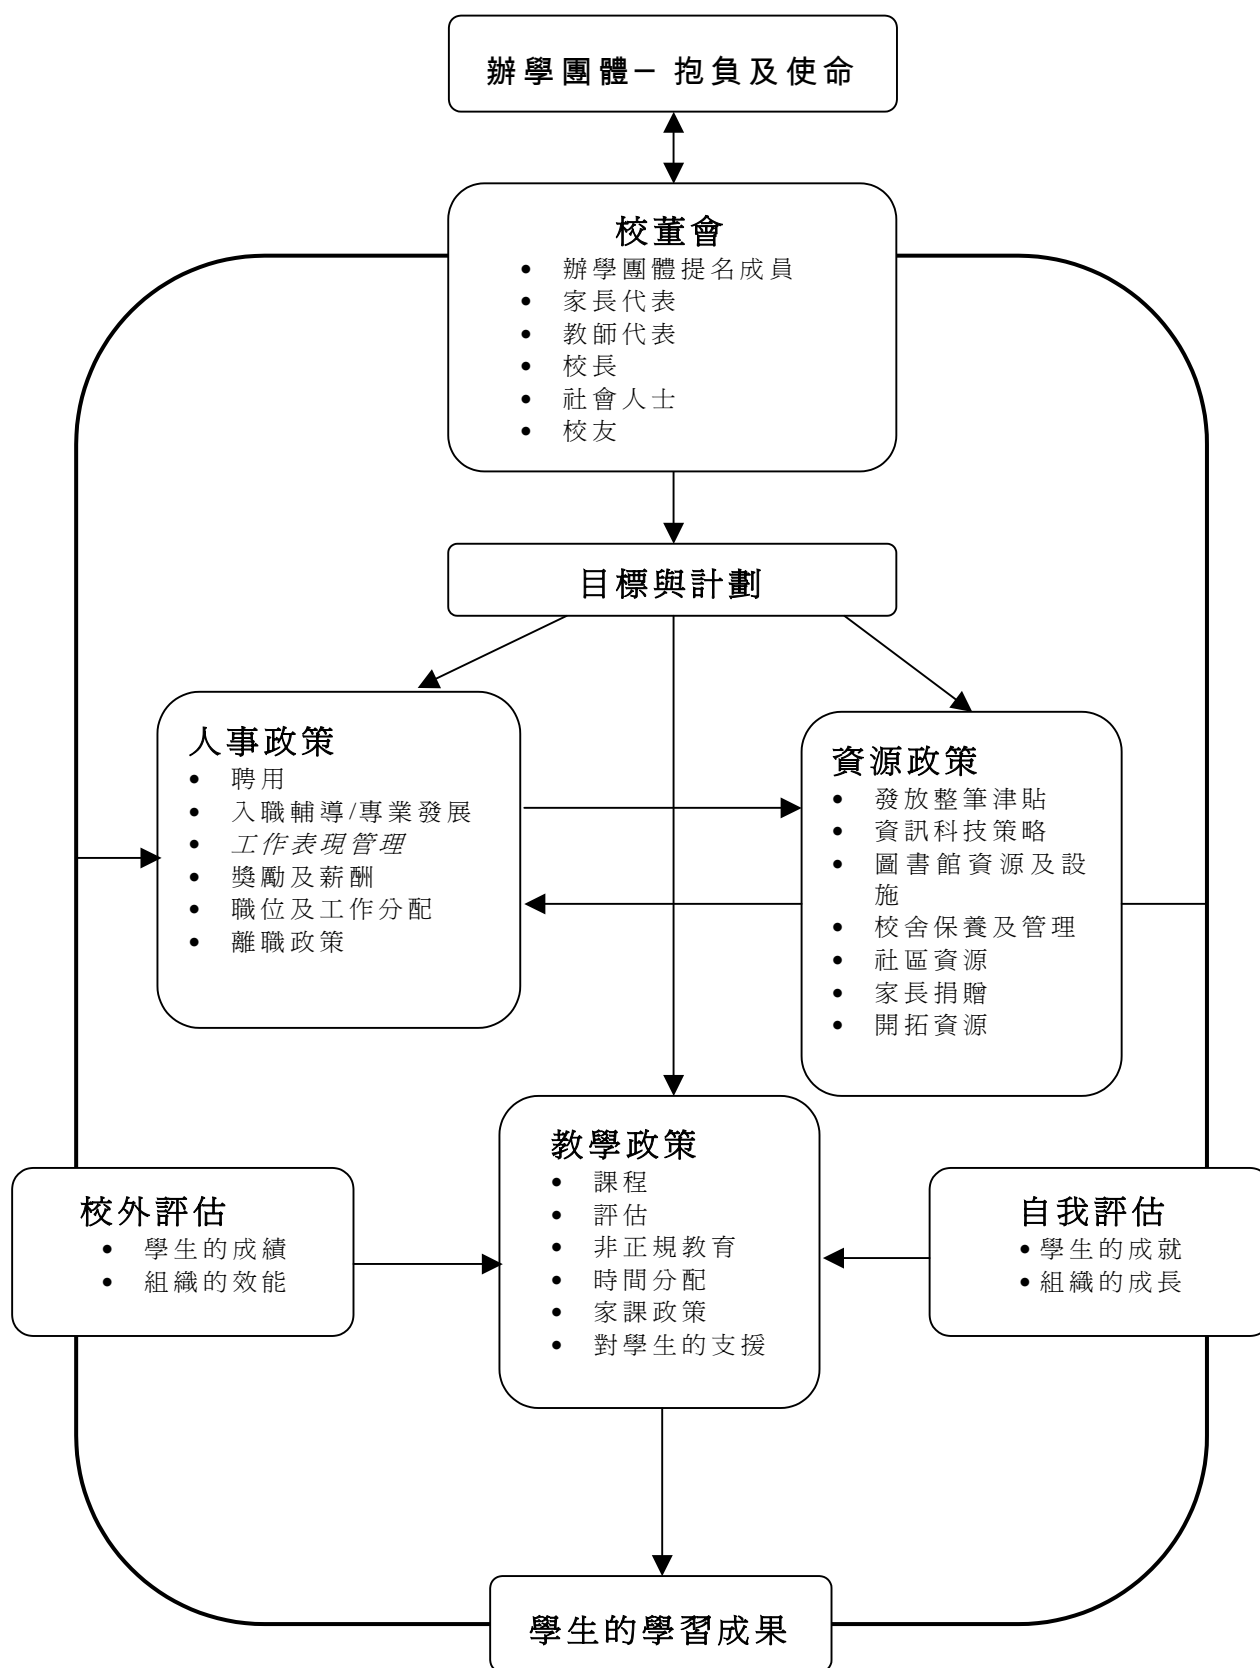 辦學團體－ 抱負及使命
校董會
• 辦學團體提名成員
• 家長代表
• 教師代表
• 校長
• 社會人士
• 校友
目標與計劃
人事政策
• 聘用
• 入職輔導/專業發展
• 工作表現管理
• 獎勵及薪酬
• 職位及工作分配
• 離職政策
資源政策
• 發放整筆津貼
• 資訊科技策略
• 圖書館資源及設
施
• 校舍保養及管理
• 社區資源
• 家長捐贈
• 開拓資源
教學政策
• 課程
• 評估
• 非正規教育
• 時間分配
• 家課政策
• 對學生的支援
校外評估
• 學生的成績
• 組織的效能
自我評估
• 學生的成就
• 組織的成長
學生的學習成果